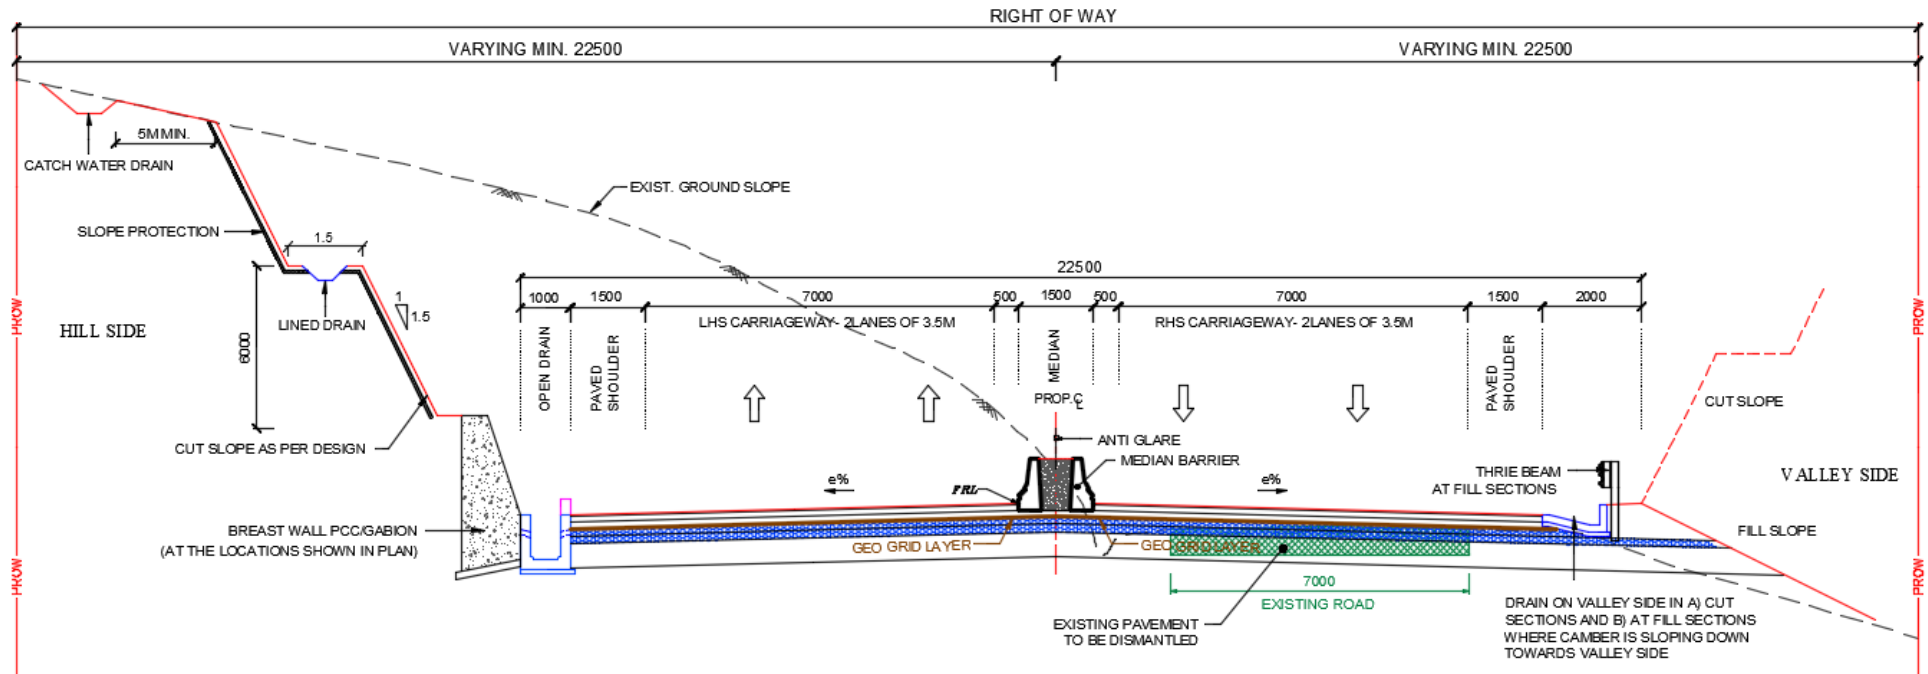 RIGHT OF WAY
VARYING MIN. 22500
VARYING MIN. 22500
5M MIN.
CATCH WATER DRAIN
EXIST. GROUND SLOPE
SLOPE PROTECTION
1.5
22500
1000
1500
7000
500
1500
500
7000
1500
2000
PROW
HILL SIDE
LINED DRAIN
1
1.5
6000
LHS CARRIAGEWAY- 2LANES OF 3.5M
RHS CARRIAGEWAY- 2LANES OF 3.5M
PROW
OPEN DRAIN
PAVED
SHOULDER
MEDIAN
PAVED
SHOULDER
PROP. CL
CUT SLOPE
CUT SLOPE AS PER DESIGN
ANTI GLARE
MEDIAN BARRIER
THRIE BEAM
AT FILL SECTIONS
VALLEY SIDE
e%
e%
FRL
BREAST WALL PCC/GABION
(AT THE LOCATIONS SHOWN IN PLAN)
FILL SLOPE
GEO GRID LAYER
GEO GRID LAYER
PROW
7000
EXISTING ROAD
PROW
EXISTING PAVEMENT
TO BE DISMANTLED
DRAIN ON VALLEY SIDE IN A) CUT
SECTIONS AND B) AT FILL SECTIONS
WHERE CAMBER IS SLOPING DOWN
TOWARDS VALLEY SIDE